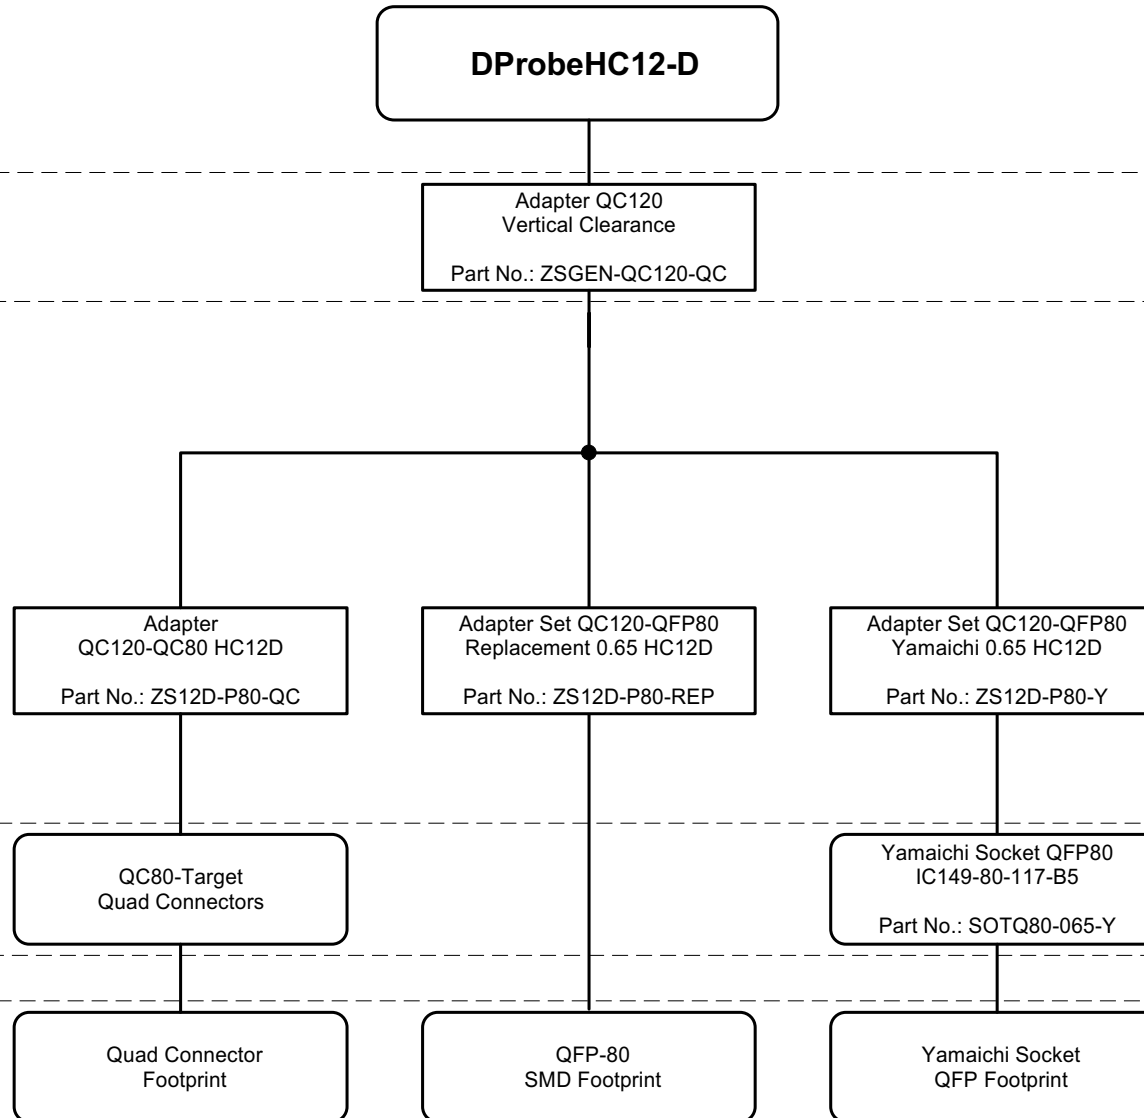 DProbeHC12-D
Adapter QC120
Vertical Clearance
Part No.: ZSGEN-QC120-QC
Adapter
QC120-QC80 HC12D
Part No.: ZS12D-P80-QC
Adapter Set QC120-QFP80
Replacement 0.65 HC12D
Part No.: ZS12D-P80-REP
Adapter Set QC120-QFP80
Yamaichi 0.65 HC12D
Part No.: ZS12D-P80-Y
QC80-Target
Quad Connectors
Yamaichi Socket QFP80
IC149-80-117-B5
Part No.: SOTQ80-065-Y
Quad Connector
Footprint
QFP-80
SMD Footprint
Yamaichi Socket
QFP Footprint